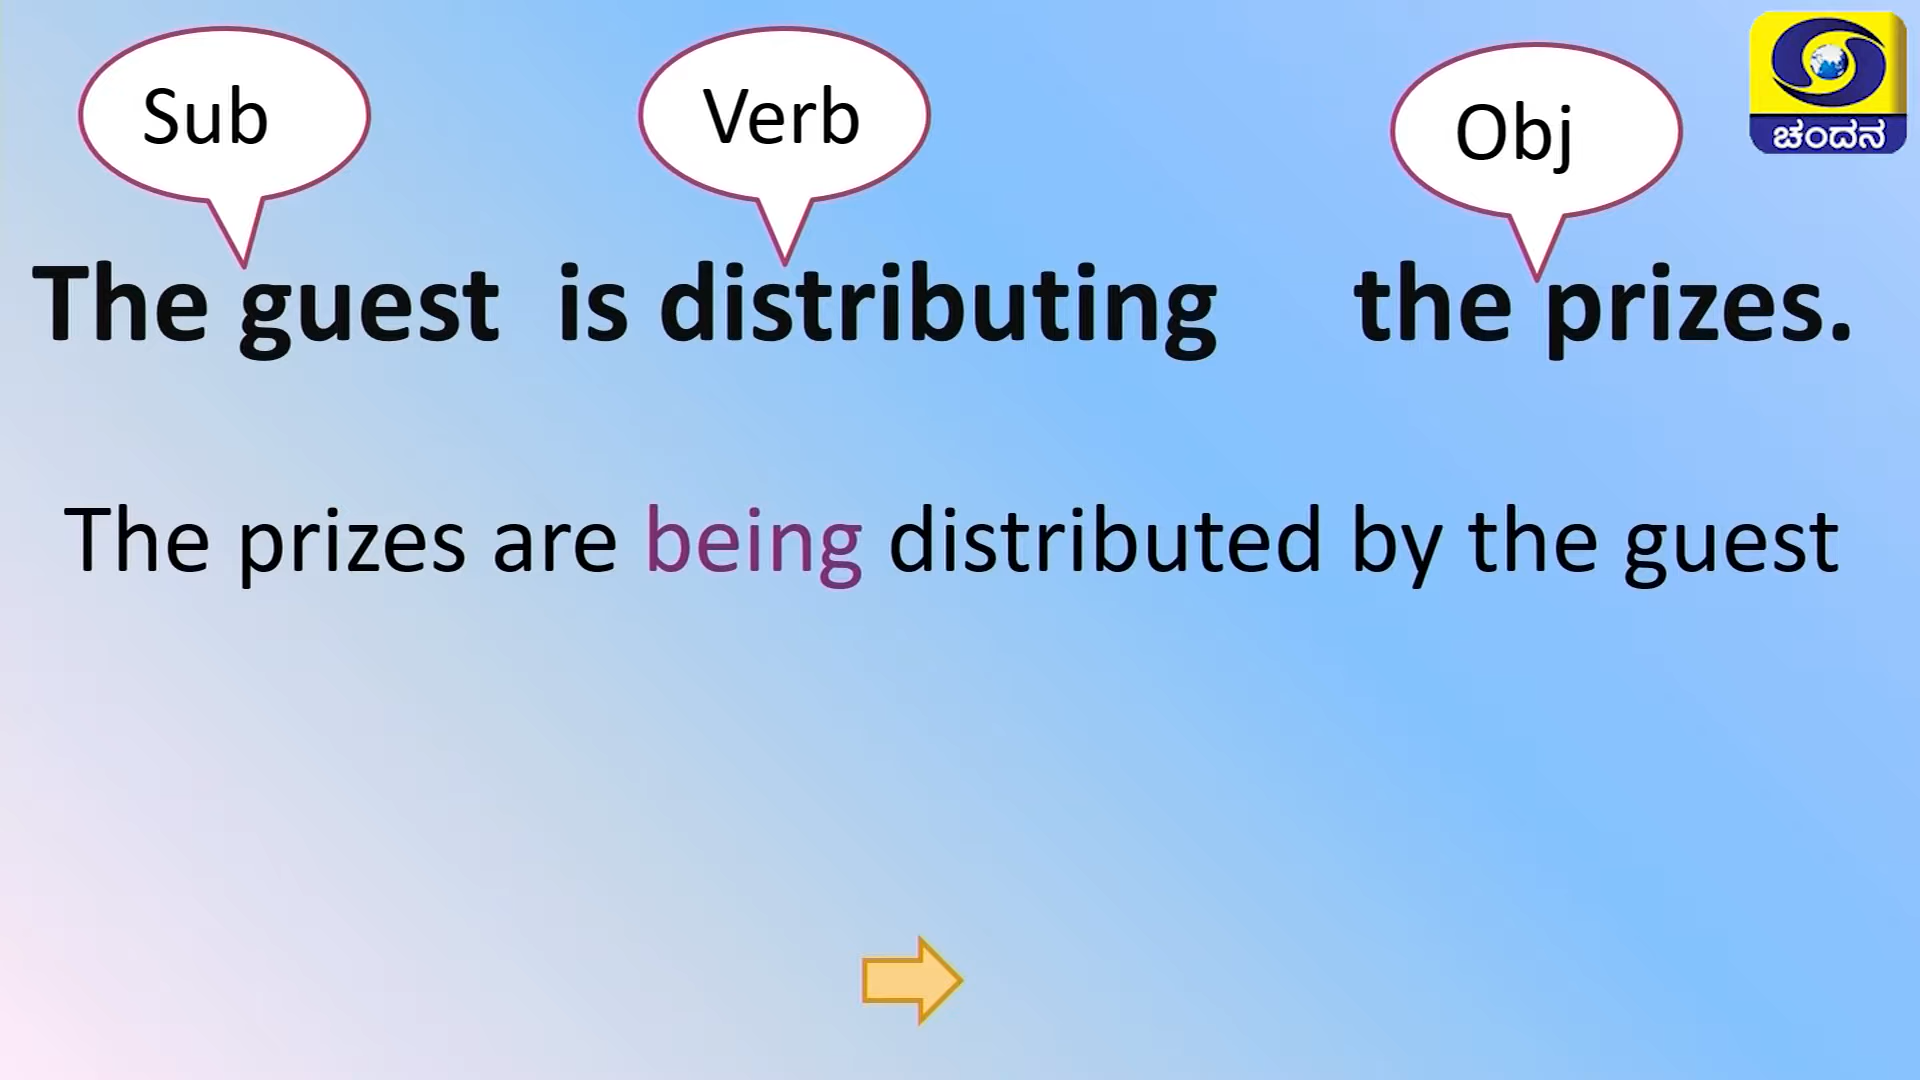 Sub
Verb
Obj
ಚಂದನ
The guest is distributing the prizes.
The prizes are being distributed by the guest